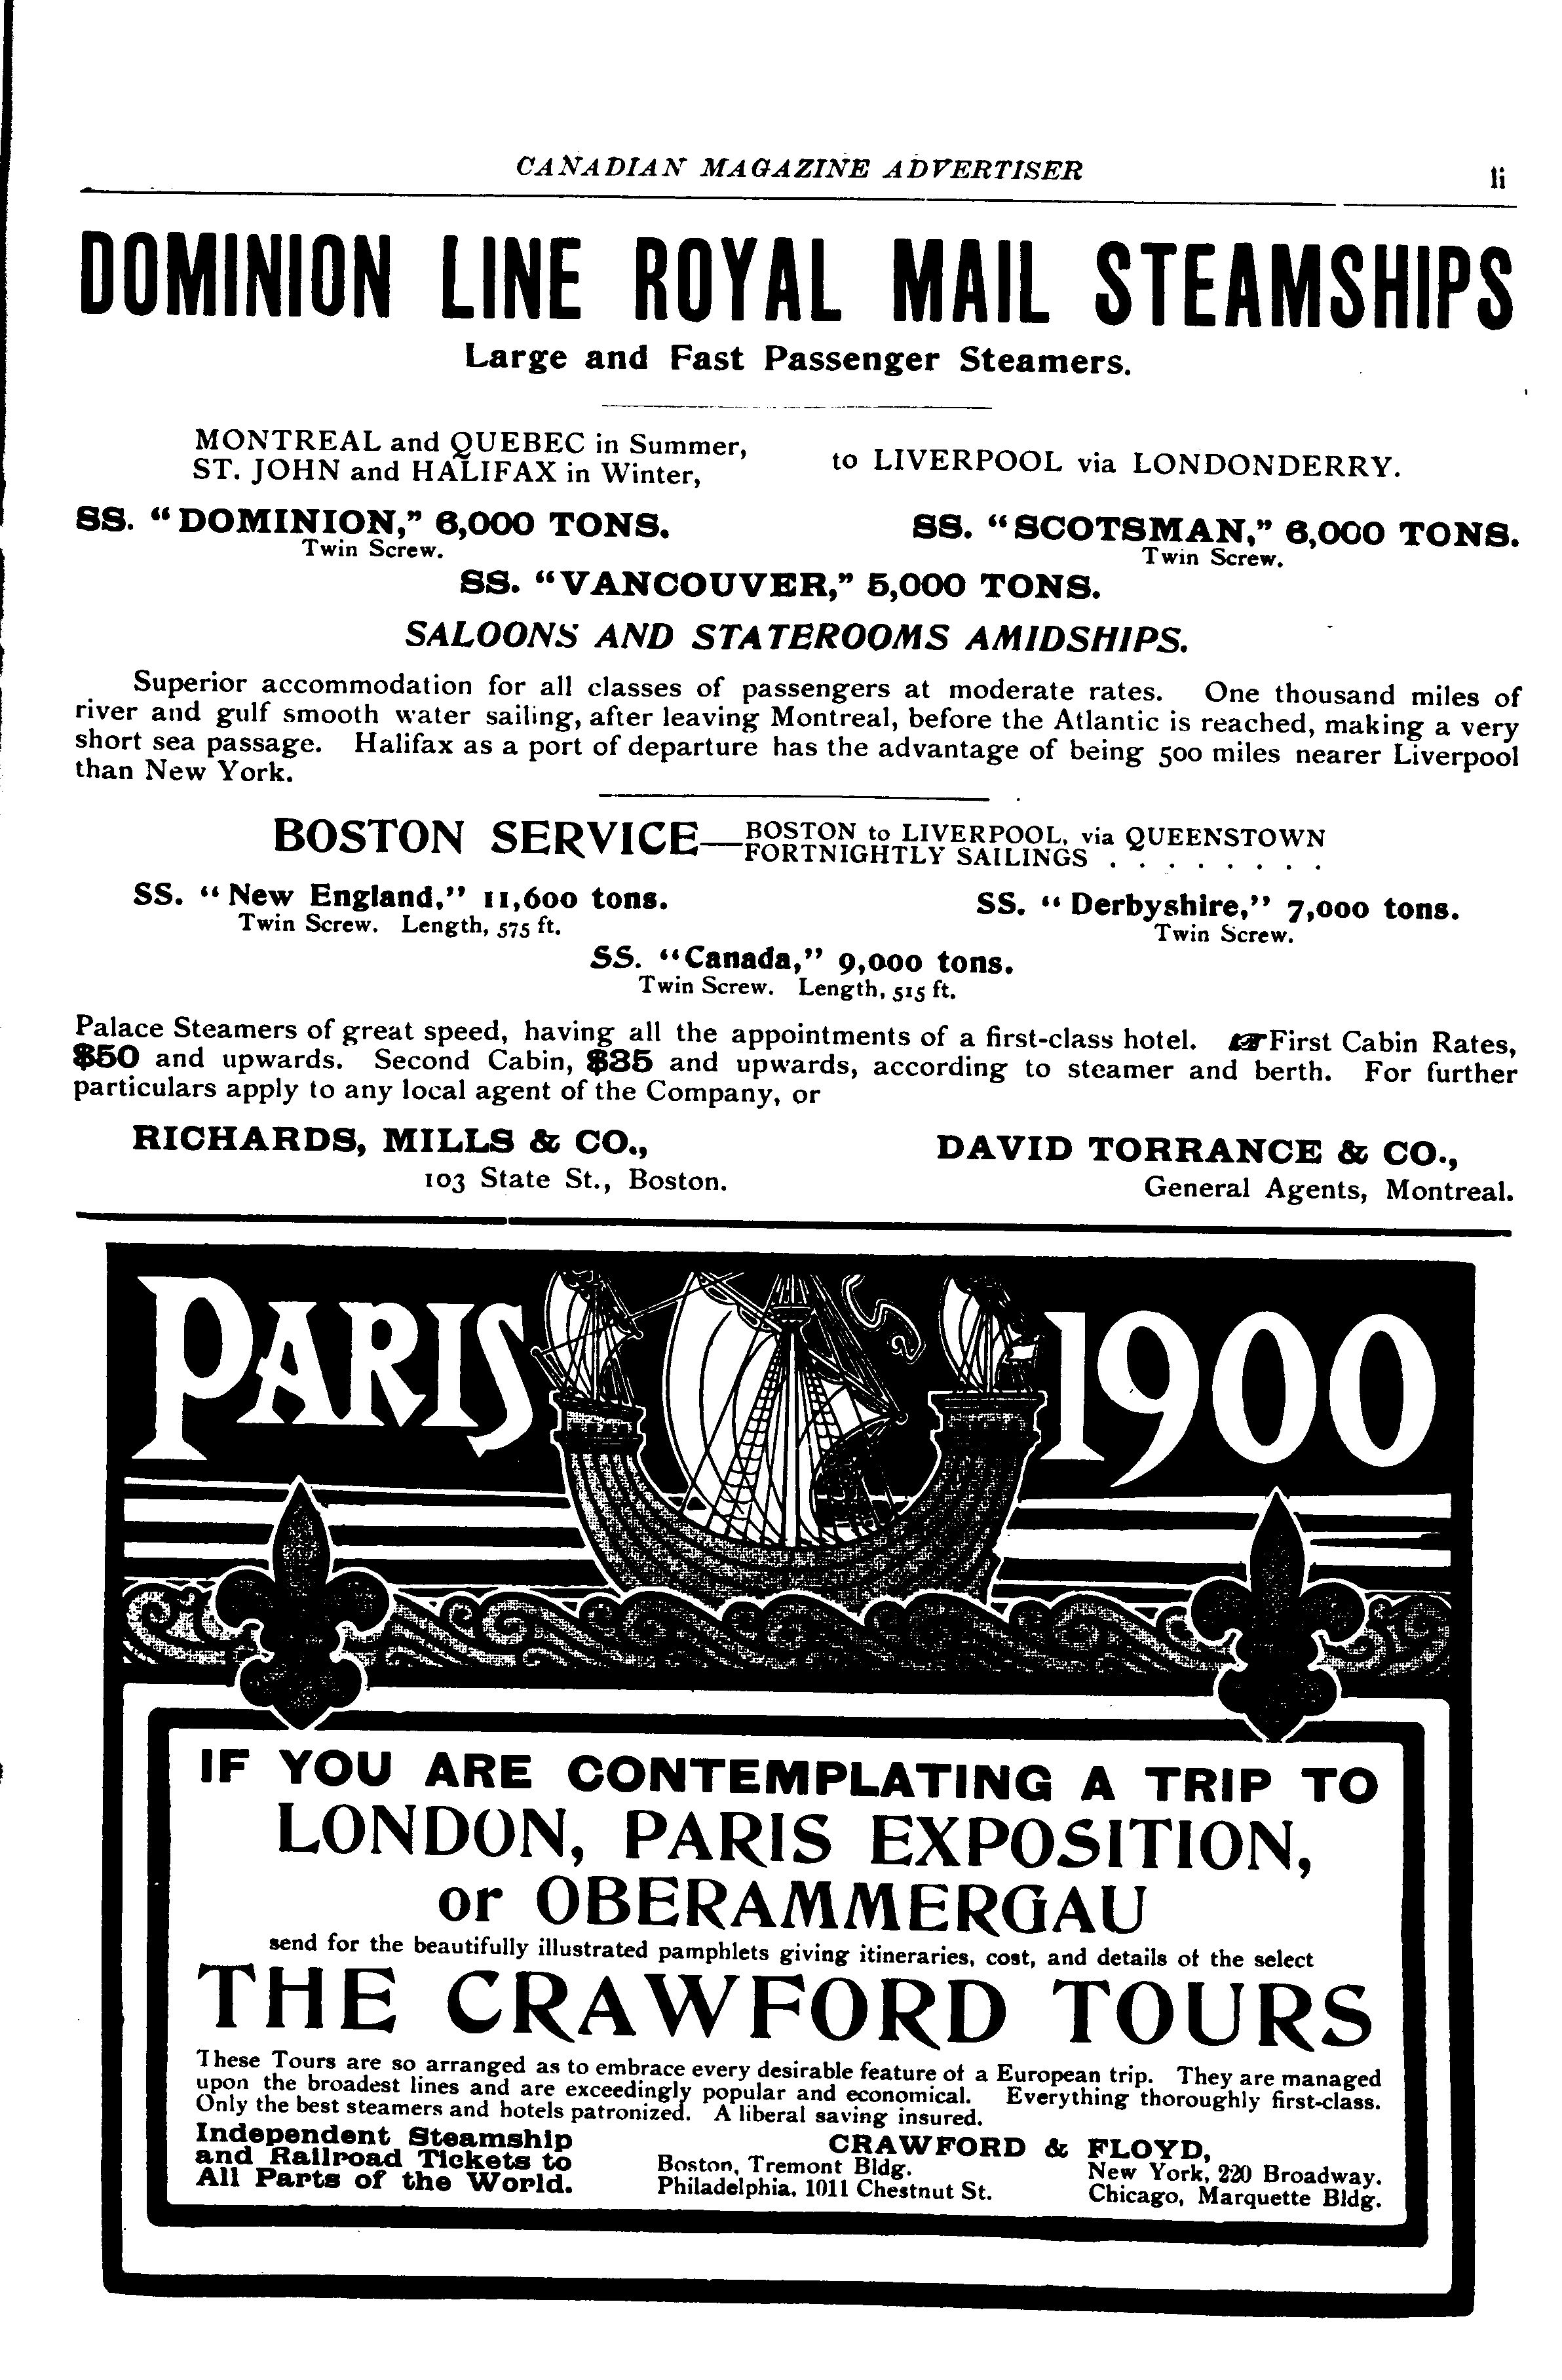 CANADIAN MAGAZINE ADVERTISER li
DOMINION LINE ROYAL MAIL STEAMSHIPS
Large and Fast Passenger Steamers.
MONTREAL and QUEBEC in Summer,
ST. JOHN and HALIFAX in Winter,
to LIVERPOOL via LONDONDERRY.
SS. "DOMINION," 6,000 TONS.
Twin Screw.
SS. "SCOTSMAN," 6,000 TONS.
Twin Screw.
SS. "VANCOUVER," 5,000 TONS.
SALOONS AND STATEROOMS AMIDSHIPS.
Superior accommodation for all classes of passengers at moderate rates. One thousand miles of
river and gulf smooth water sailing, after leaving Montreal, before the Atlantic is reached, making a very
short sea passage. Halifax as a port of departure has the advantage of being 500 miles nearer Liverpool
than New York.
BOSTON SERVICE—BOSTON to LIVERPOOL, via QUEENSTOWN
FORTNIGHTLY SAILINGS . . . . . . . .
SS. "New England," 11,600 tons.
Twin Screw. Length, 575 ft.
SS. "Derbyshire," 7,000 tons.
Twin Screw.
SS. "Canada," 9,000 tons.
Twin Screw. Length, 515 ft.
Palace Steamers of great speed, having all the appointments of a first-class hotel. ☞First Cabin Rates,
$50 and upwards. Second Cabin, $35 and upwards, according to steamer and berth. For further
particulars apply to any local agent of the Company, or
RICHARDS, MILLS & CO.,
103 State St., Boston.
DAVID TORRANCE & CO.,
General Agents, Montreal.
PARIS 1900
IF YOU ARE CONTEMPLATING A TRIP TO
LONDON, PARIS EXPOSITION,
or OBERAMMERGAU
send for the beautifully illustrated pamphlets giving itineraries, cost, and details of the select
THE CRAWFORD TOURS
These Tours are so arranged as to embrace every desirable feature of a European trip. They are managed
upon the broadest lines and are exceedingly popular and economical. Everything thoroughly first-class.
Only the best steamers and hotels patronized. A liberal saving insured.
Independent Steamship
and Railroad Tickets to
All Parts of the World.
CRAWFORD & FLOYD,
Boston, Tremont Bldg.
Philadelphia, 1011 Chestnut St.
New York, 220 Broadway.
Chicago, Marquette Bldg.